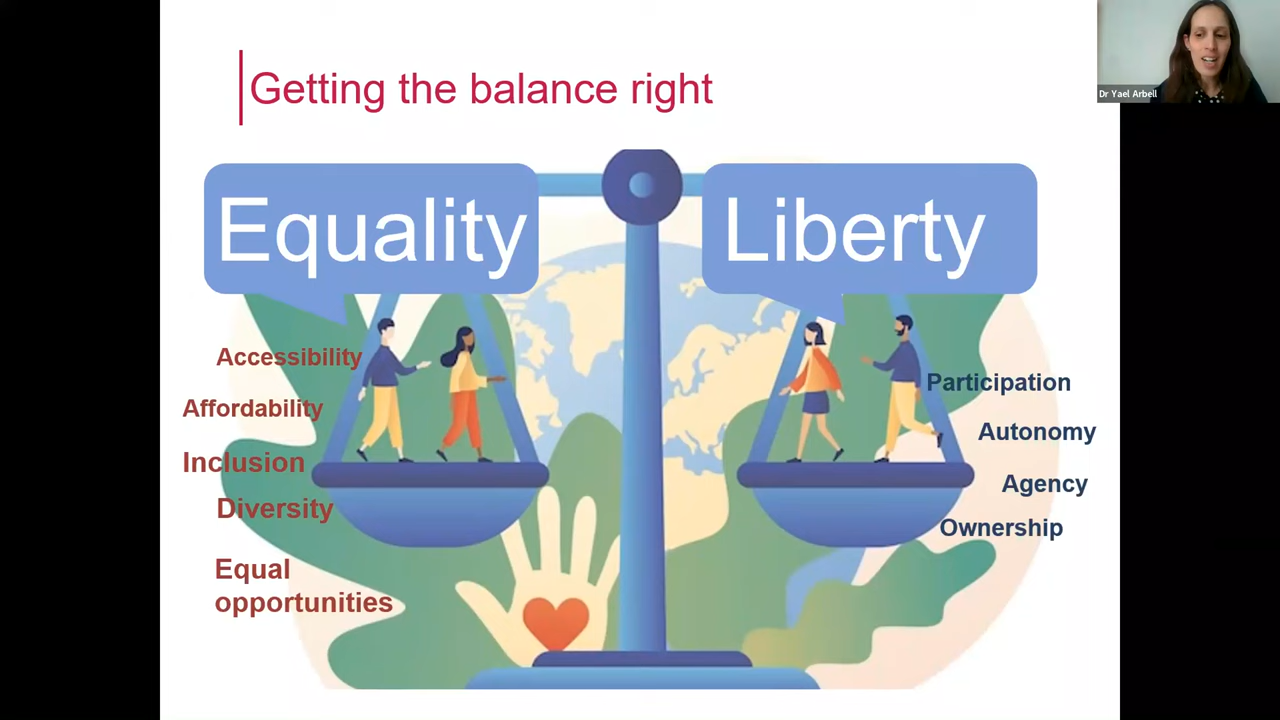 Getting the balance right
Dr Yael Arbell
Equality
Liberty
Accessibility
Affordability
Inclusion
Diversity
Equal
opportunities
Participation
Autonomy
Agency
Ownership